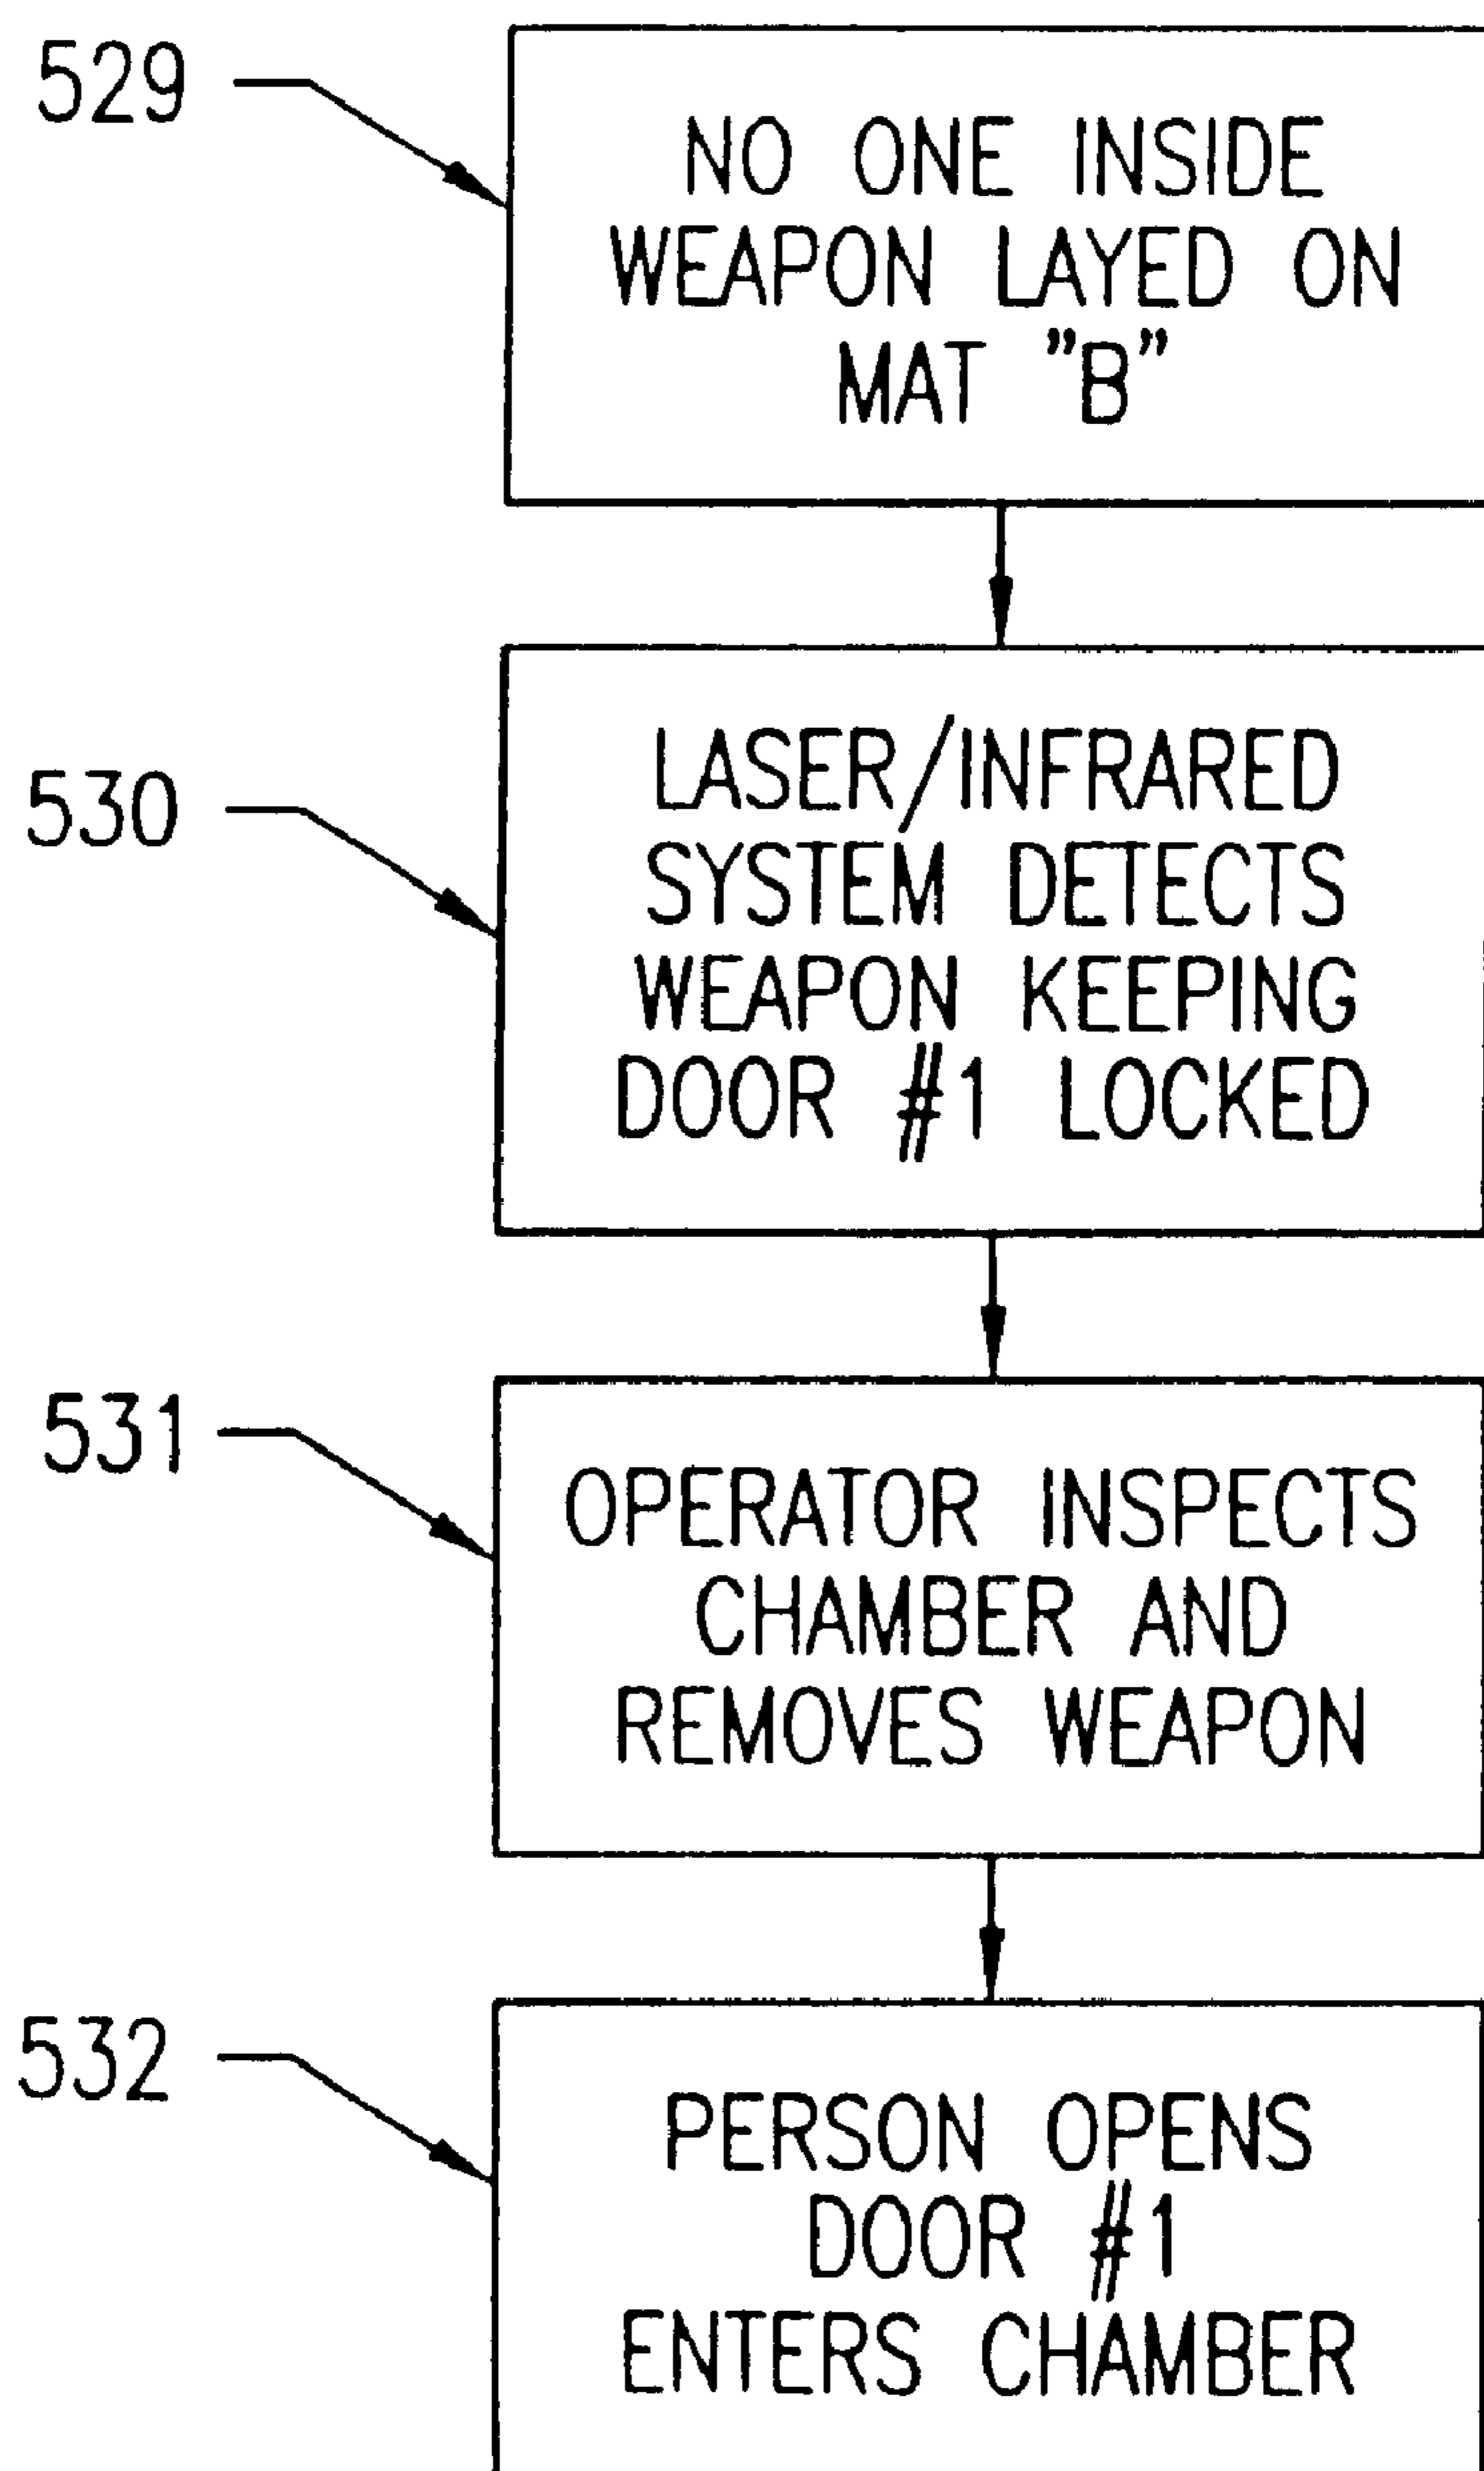 529
NO ONE INSIDE
WEAPON LAYED ON
MAT "B"
530
LASER/INFRARED
SYSTEM DETECTS
WEAPON KEEPING
DOOR #1 LOCKED
531
OPERATOR INSPECTS
CHAMBER AND
REMOVES WEAPON
532
PERSON OPENS
DOOR #1
ENTERS CHAMBER